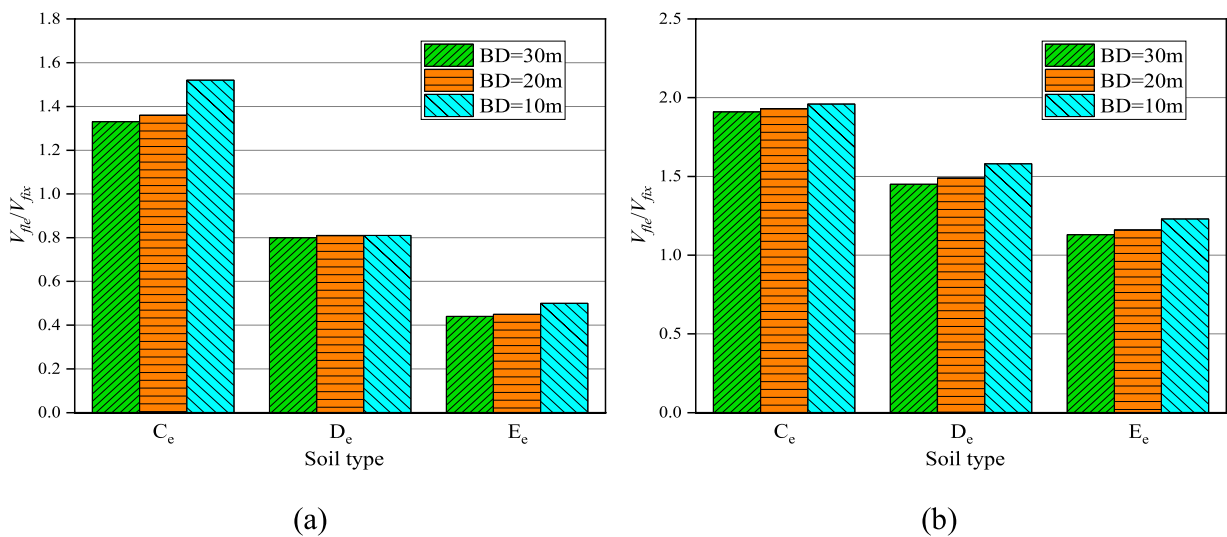 1.8
1.6
1.4
1.2
1.0
0.8
0.6
0.4
0.2
0.0
V_fle/V_fix
BD=30m
BD=20m
BD=10m
C_e D_e E_e
Soil type
(a)
2.5
2.0
1.5
1.0
0.5
0.0
V_fle/V_fix
BD=30m
BD=20m
BD=10m
C_e D_e E_e
Soil type
(b)